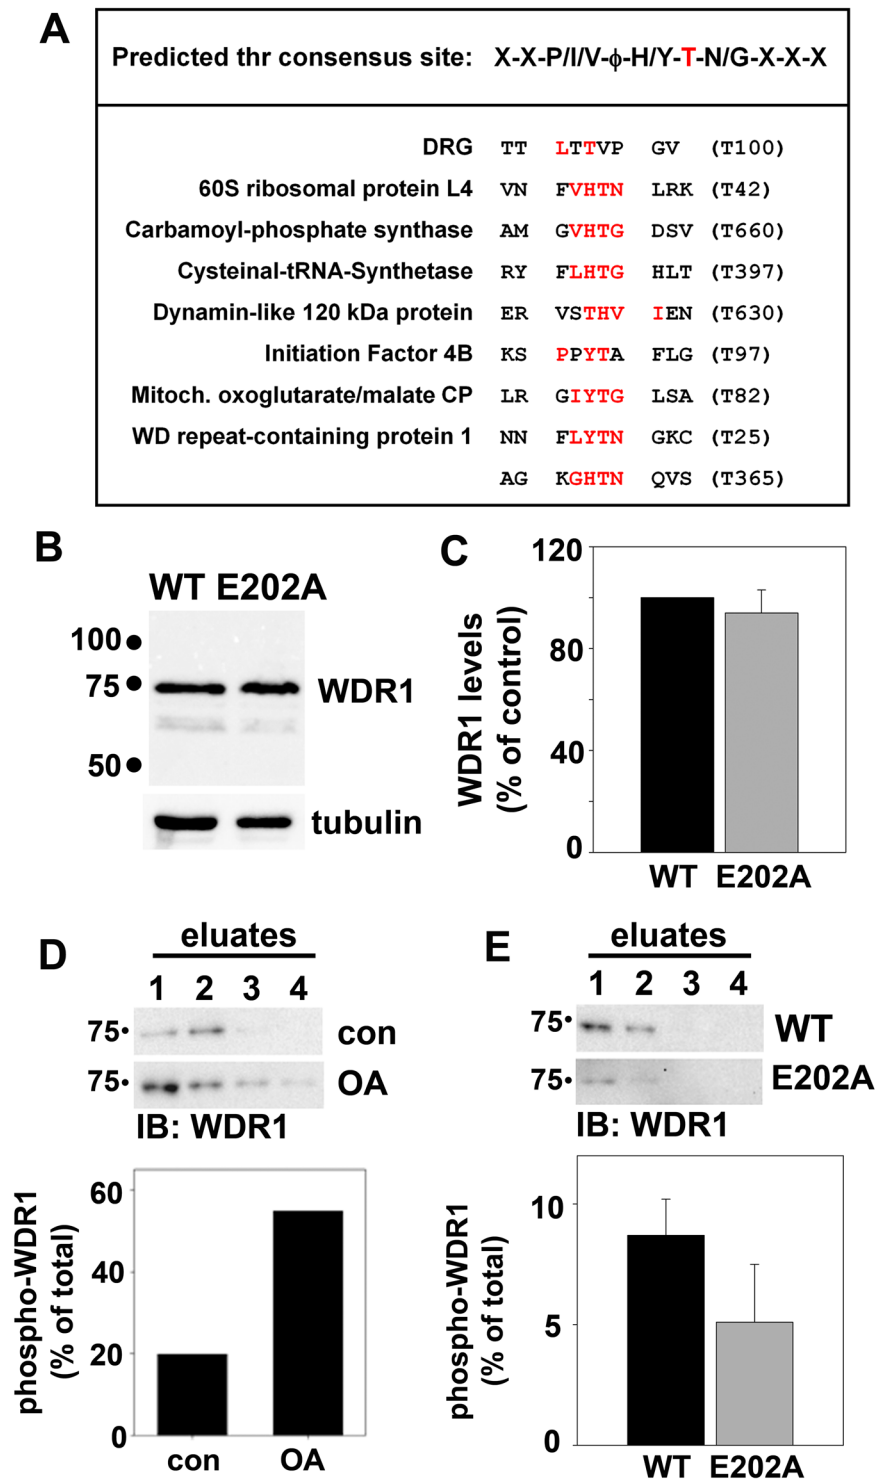 A
Predicted thr consensus site: X-X-P/I/V-ϕ-H/Y-T-N/G-X-X-X
DRG TT LTTVP GV (T100)
60S ribosomal protein L4 VN FVHTN LRK (T42)
Carbamoyl-phosphate synthase AM GVHTG DSV (T660)
Cysteinal-tRNA-Synthetase RY FLHTG HLT (T397)
Dynamin-like 120 kDa protein ER VSTHV IEN (T630)
Initiation Factor 4B KS PPYTA FLG (T97)
Mitoch. oxoglutarate/malate CP LR GIYTG LSA (T82)
WD repeat-containing protein 1 NN FLYTN GKC (T25)
AG KGHTN QVS (T365)
B
WT E202A
100
75
50
WDR1
tubulin
C
WDR1 levels
(% of control)
120
80
40
0
WT E202A
D
eluates
1 2 3 4
75 con
75 OA
IB: WDR1
phospho-WDR1
(% of total)
60
40
20
0
con OA
E
eluates
1 2 3 4
75 WT
75 E202A
IB: WDR1
phospho-WDR1
(% of total)
10
5
0
WT E202A